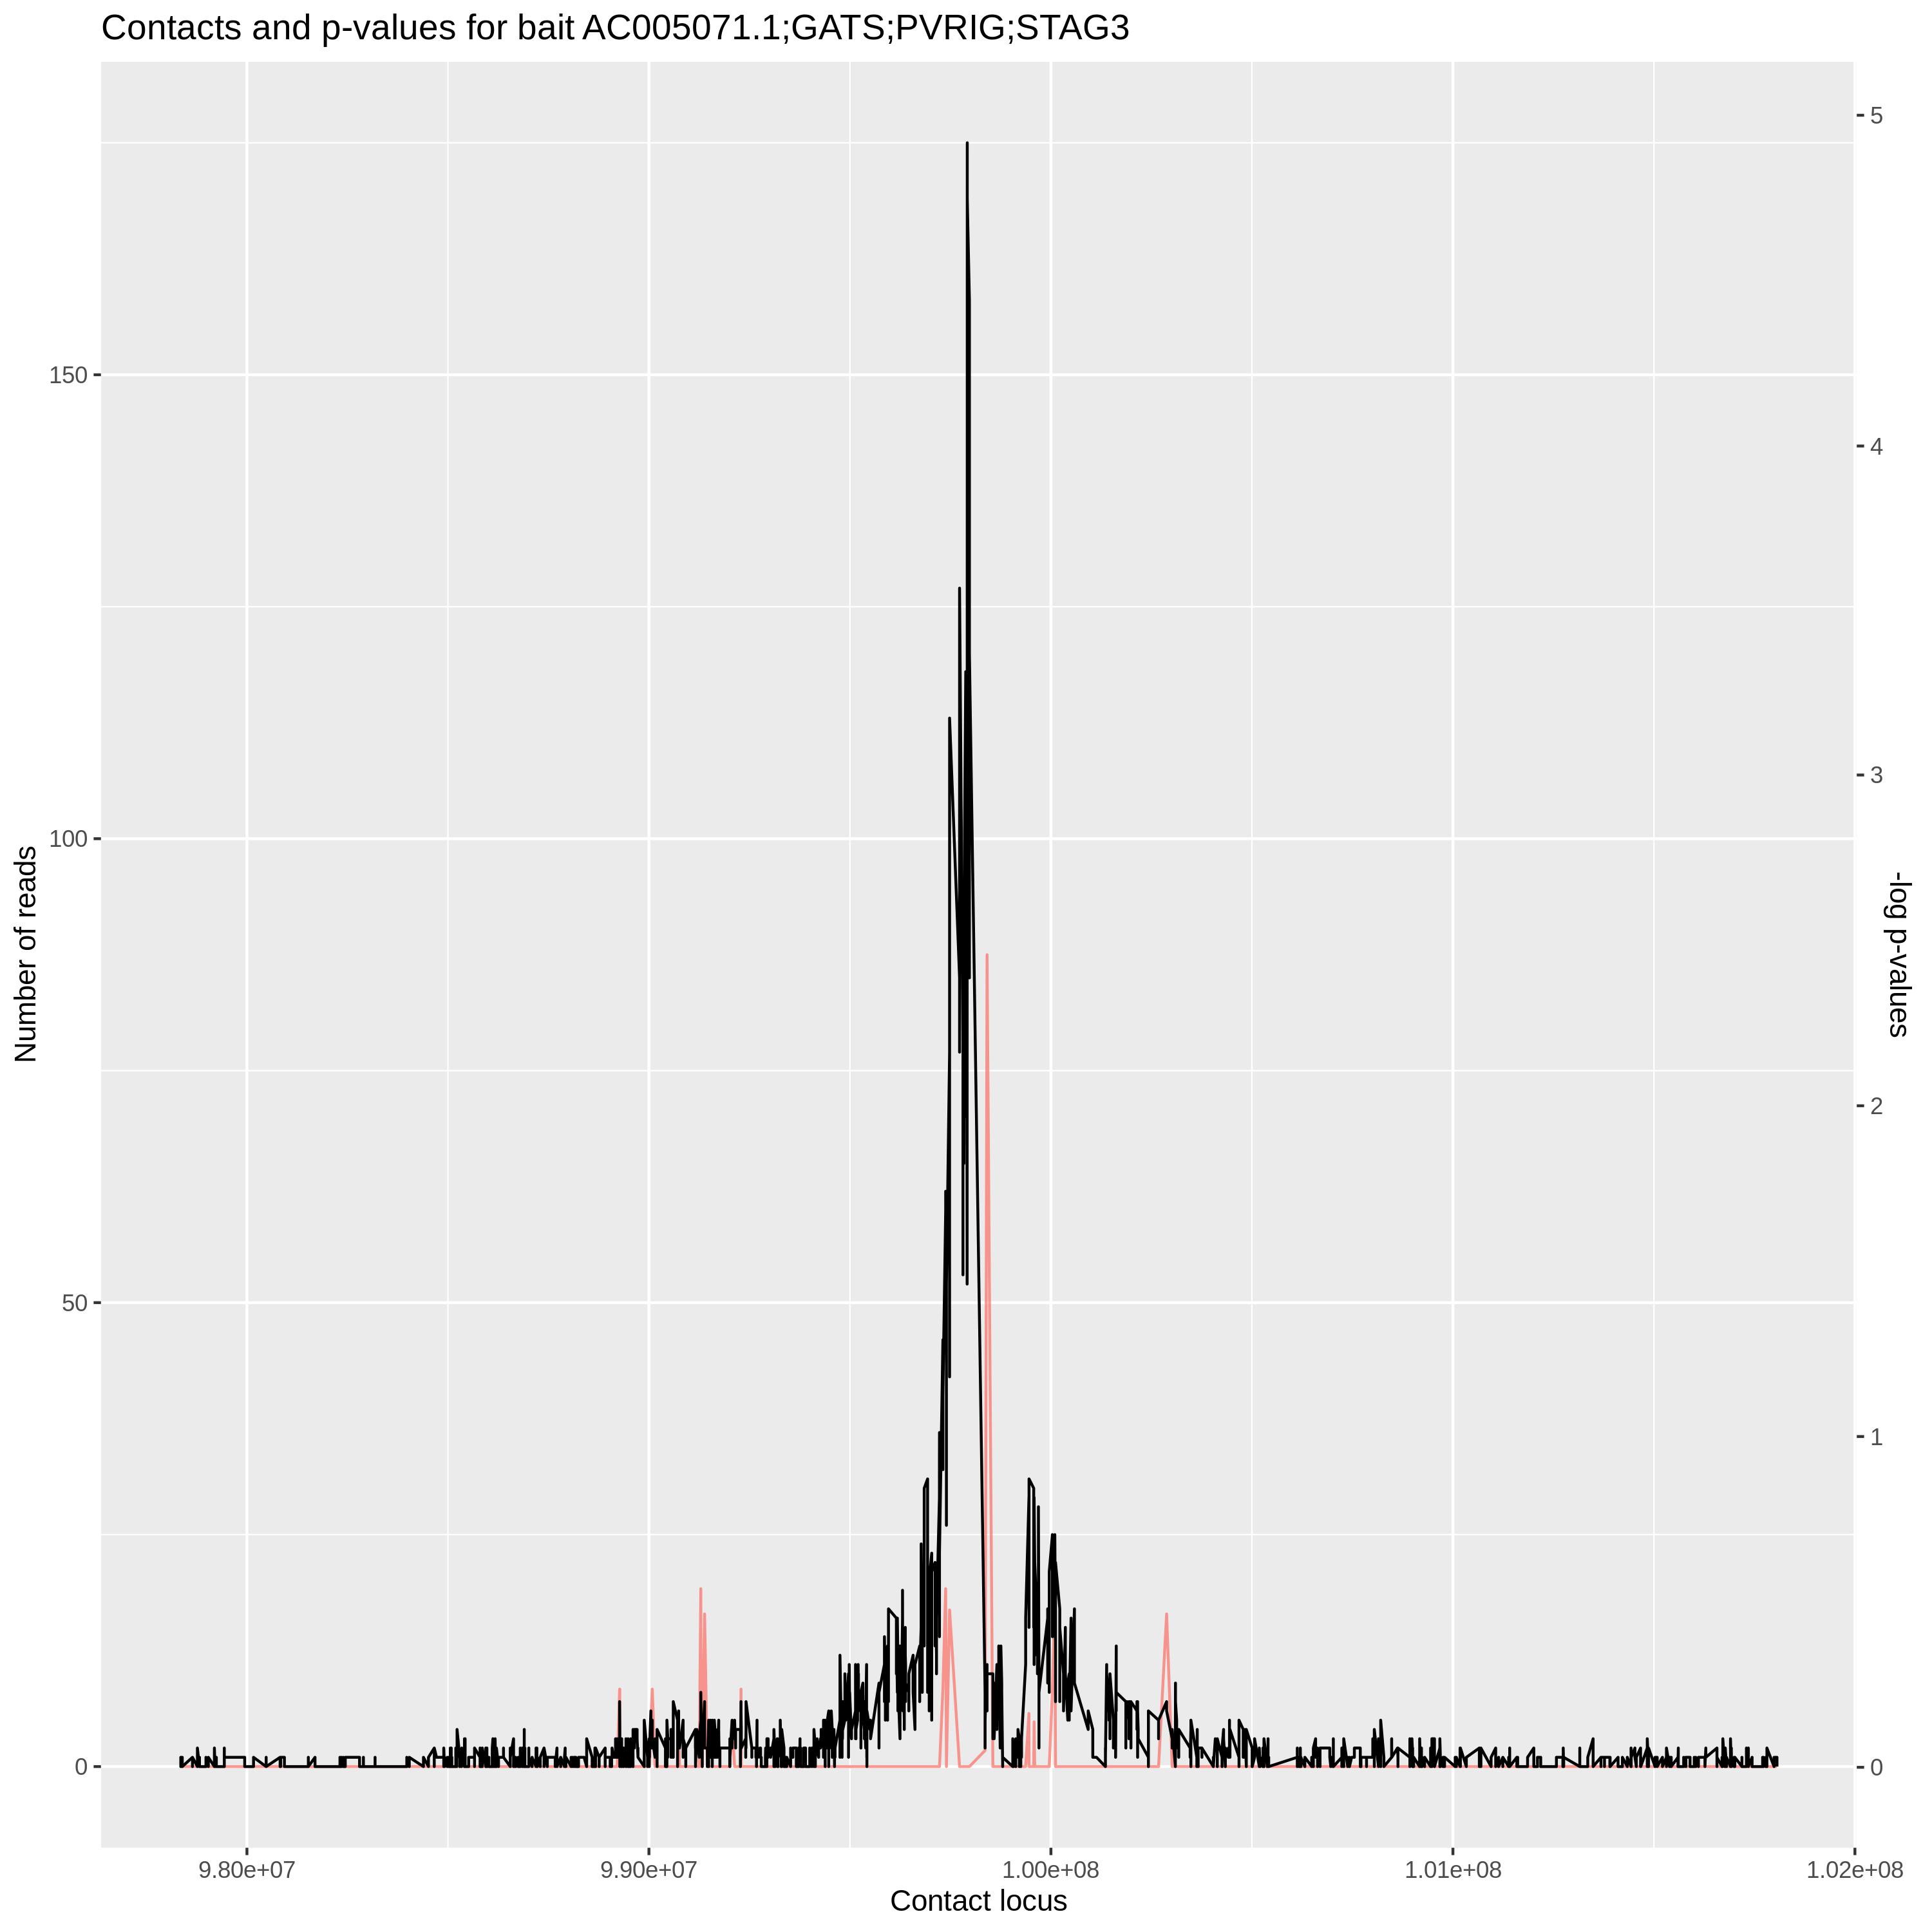 Contacts and p-values for bait AC005071.1;GATS;PVRIG;STAG3
Number of reads
150
100
50
0
5
4
3
2
1
0
-log p-values
9.80e+07 9.90e+07 1.00e+08 1.01e+08 1.02e+08
Contact locus